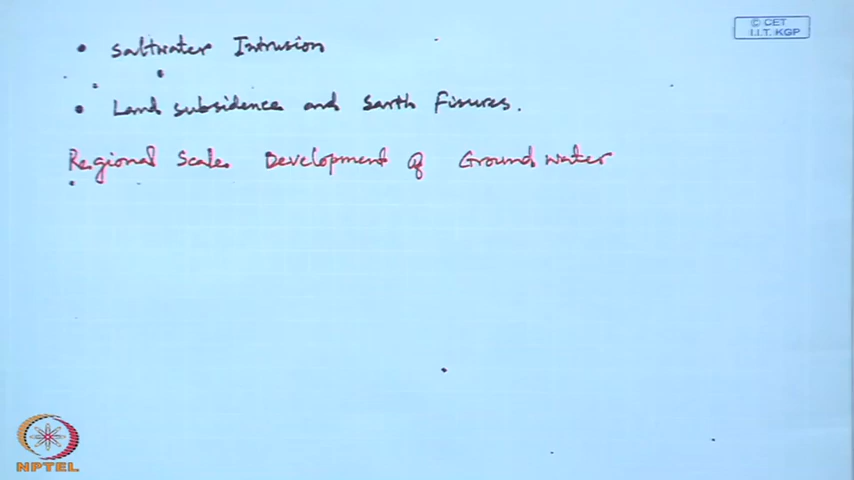 © CET
I.I.T. KGP
• Saltwater Intrusion
• Land subsidence and Earth Fissures.
Regional Scale Development of Groundwater
NPTEL